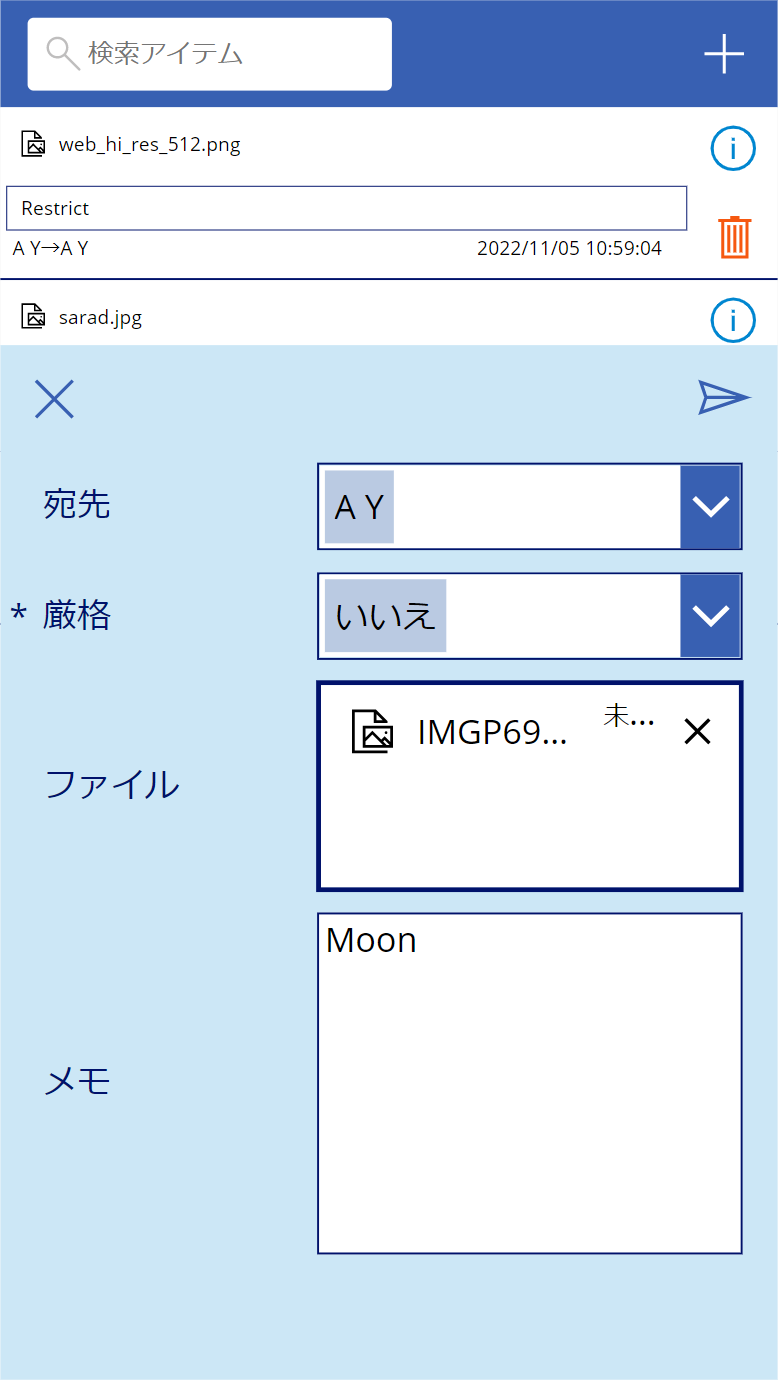 検索アイテム
web_hi_res_512.png
Restrict
A Y→A Y 2022/11/05 10:59:04
sarad.jpg
宛先 A Y
* 厳格 いいえ
IMGP69... 未...
ファイル
Moon
メモ